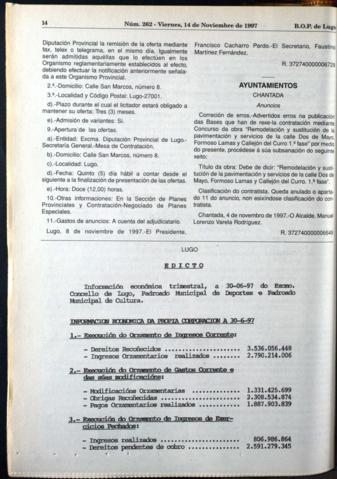 14
Núm. 262 - Viernes, 14 de Noviembre de 1997
B.O.P. de Lugo
Diputación Provincial la remisión de la oferta mediante
fax, telex o telegrama, en el mismo día. Igualmente
serán admitidas aquéllas que lo efectúen en los
Organismo reglamentariamente establecidos al efecto,
debiendo efectuar la notificación anteriormente señala-
da a este Organismo Provincial.
2.ª.-Domicilio: Calle San Marcos, número 8.
3.ª.-Localidad y Código Postal: Lugo-27001.
d).-Plazo durante el cual el licitador estará obligado a
mantener su oferta: Tres (3) meses.
e).-Admisión de variantes: Si.
9.-Apertura de las ofertas.
a).-Entidad: Excma. Diputación Provincial de Lugo.-
Secretaría General.-Mesa de Contratación.
b).-Domicilio: Calle San Marcos, número 8.
c).-Localidad: Lugo.
d).-Fecha: Quinto (5) día hábil a contar desde el
siguiente a la finalización de presentación de las ofertas.
e).-Hora: Doce (12,00) horas.
10.-Otras informaciones: En la Sección de Planes
Provinciales y Contratación-Negociado de Planes
Especiales.
11.-Gastos de anuncios: A cuenta del adjudicatario.
Lugo, 8 de noviembre de 1997.-El Presidente,
Francisco Cacharro Pardo.-El Secretario, Faustino
Martínez Fernández.
R. 372740000006729
AYUNTAMIENTOS
CHANTADA
Anuncios
Correción de erros.-Advertidos erros na publicación
das Bases que han de rexe-la contratación mediante
Concurso da obra "Remodelación y sustitución de la
pavimentación y servicios de la calle Dos de Mayo,
Formoso Lamas y Callejón del Curro 1.ª fase" por medio
do presente, procédese á súa subsanación do seguinte
xeito:
Título da obra: Debe de dicir: "Remodelación y susti-
tución de la pavimentación y servicios de la calle Dos de
Mayo, Formoso Lamas y Callejón del Curro. 1.ª fase".
Clasificación do contratista. Queda anulado o aparta-
do 11 do anuncio, non esixíndose clasificación do con-
tratista.
Chantada, 4 de novembro de 1997.-O Alcalde, Manuel
Lorenzo Varela Rodríguez.
R. 372740000006648
LUGO
EDICTO
Información económica trimestral, a 30-06-97 do Excmo.
Concello de Lugo, Padroado Municipal de Deportes e Padroado
Municipal de Cultura.
INFORMACION ECONOMICA DA PROPIA CORPORACION A 30-6-97
1.- Execución do Orzamento de Ingresos Corrente:
- Dereitos Recoñecidos ............... 3.536.056.448
- Ingresos Ornamentarios realizados ....... 2.790.214.006
2.- Execución do Orzamento de Gastos Corrente e
das súas modificacións:
- Modificacións Orzamentarias ........... 1.331.425.699
- Obrigas Recoñecidas ................ 2.308.534.874
- Pagos Orzamentarios realizados .......... 1.887.903.839
3.- Execución do Orzamento de Ingresos de Exer-
cicios Pechados:
- Ingresos realizados ................ 806.986.864
- Dereitos pendentes de cobro ............ 2.591.279.345